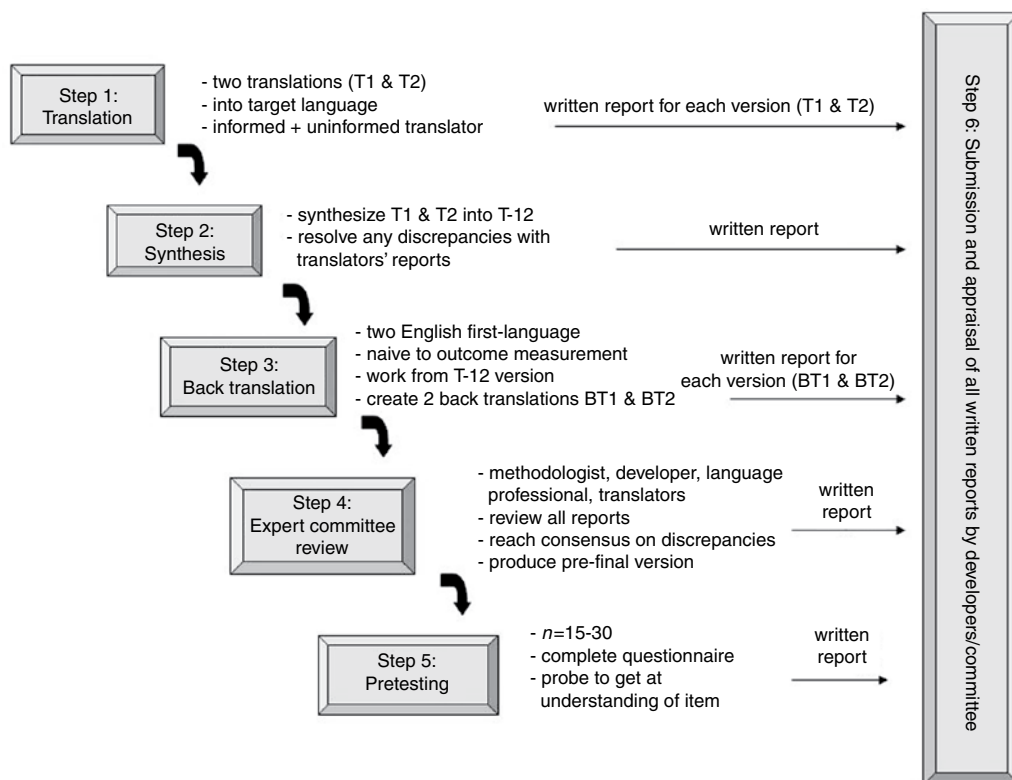 Step 1:
Translation
- two translations (T1 & T2)
- into target language
- informed + uninformed translator
written report for each version (T1 & T2)
Step 2:
Synthesis
- synthesize T1 & T2 into T-12
- resolve any discrepancies with
translators’ reports
written report
Step 3:
Back translation
- two English first-language
- naive to outcome measurement
- work from T-12 version
- create 2 back translations BT1 & BT2
written report for
each version (BT1 & BT2)
Step 4:
Expert committee
review
- methodologist, developer, language
professional, translators
- review all reports
- reach consensus on discrepancies
- produce pre-final version
written
report
Step 5:
Pretesting
- n=15-30
- complete questionnaire
- probe to get at
understanding of item
written
report
Step 6: Submission and appraisal of all written reports by developers/committee